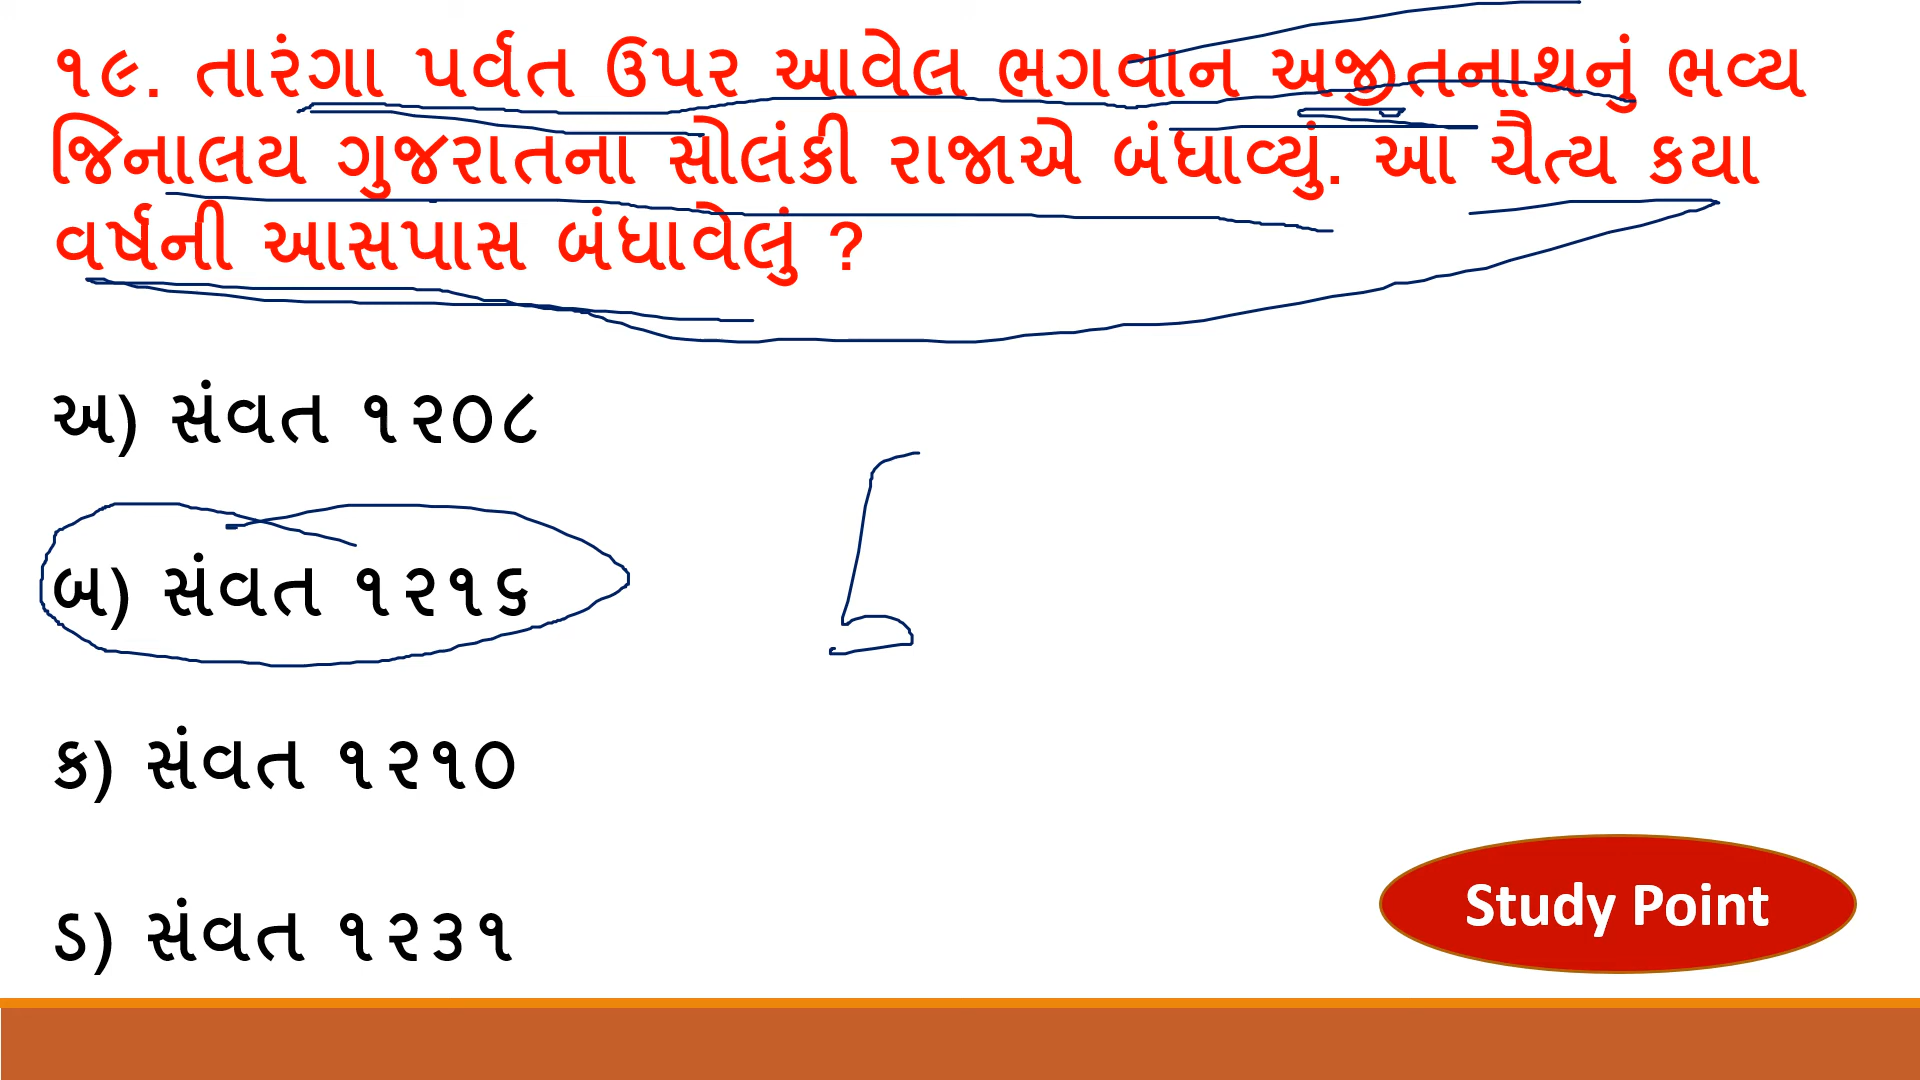 ૧૯. તારંગા પર્વત ઉપર આવેલ ભગવાન અજીતનાથનું ભવ્ય
જિનાલય ગુજરાતના સોલંકી રાજાએ બંધાવ્યું. આ ચૈત્ય કયા
વર્ષની આસપાસ બંધાવેલું ?
અ) સંવત ૧૨૦૮
બ) સંવત ૧૨૧૬
ક) સંવત ૧૨૧૦
ડ) સંવત ૧૨૩૧
Study Point